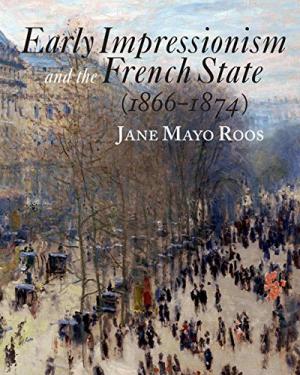 Early Impressionism
and the French State
(1866–1874)
JANE MAYO ROOS